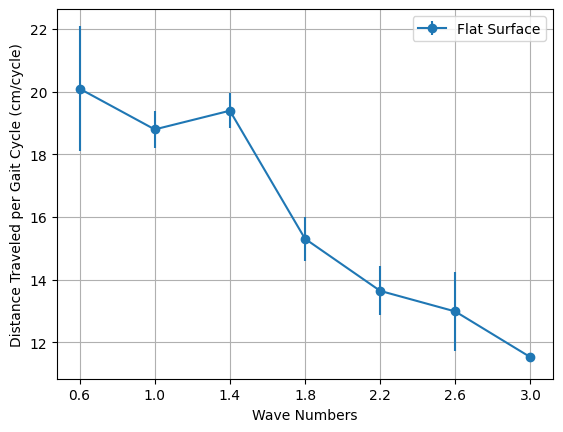 Flat Surface
Distance Traveled per Gait Cycle (cm/cycle)
22
20
18
16
14
12
0.6 1.0 1.4 1.8 2.2 2.6 3.0
Wave Numbers